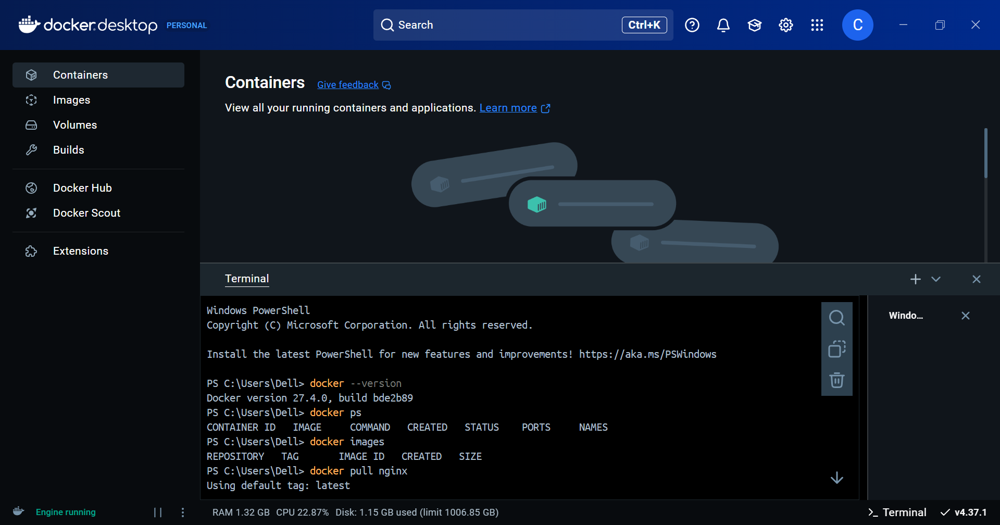 docker.desktop PERSONAL
Search Ctrl+K
C
Containers
Images
Volumes
Builds
Docker Hub
Docker Scout
Extensions
Containers Give feedback
View all your running containers and applications. Learn more
Terminal
Windows PowerShell
Copyright (C) Microsoft Corporation. All rights reserved.
Install the latest PowerShell for new features and improvements! https://aka.ms/PSWindows
PS C:\Users\Dell> docker --version
Docker version 27.4.0, build bde2b89
PS C:\Users\Dell> docker ps
CONTAINER ID   IMAGE     COMMAND   CREATED   STATUS    PORTS     NAMES
PS C:\Users\Dell> docker images
REPOSITORY   TAG       IMAGE ID   CREATED   SIZE
PS C:\Users\Dell> docker pull nginx
Using default tag: latest
Windo...
Engine running
RAM 1.32 GB CPU 22.87% Disk: 1.15 GB used (limit 1006.85 GB)
Terminal v4.37.1